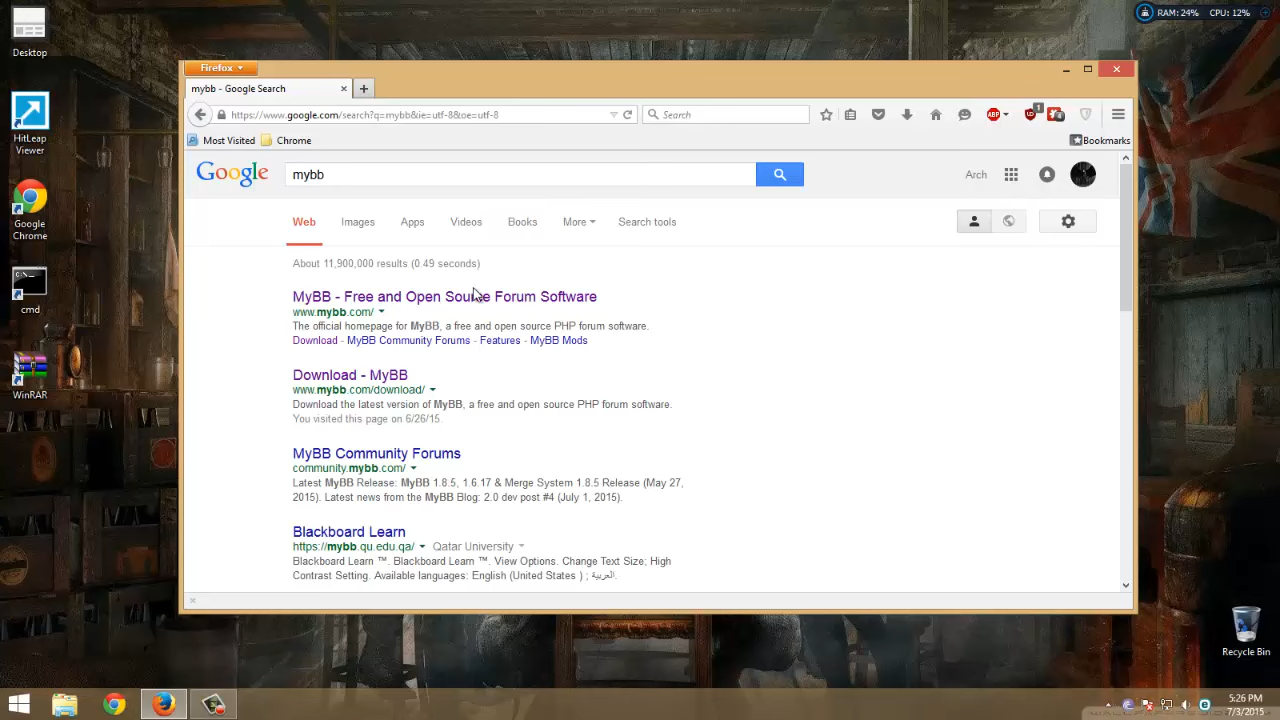 Desktop
RAM: 24% CPU: 12%
Firefox
mybb - Google Search
https://www.google.com/search?q=mybb&ie=utf-8&oe=utf-8
Search
ABP
1
Most Visited
Chrome
Bookmarks
HitLeap
Viewer
Google
mybb
Arch
Web
Images
Apps
Videos
Books
More
Search tools
Google
Chrome
About 11,900,000 results (0.49 seconds)
MyBB - Free and Open Source Forum Software
www.mybb.com/
The official homepage for MyBB, a free and open source PHP forum software.
Download - MyBB Community Forums - Features - MyBB Mods
cmd
Download - MyBB
www.mybb.com/download/
Download the latest version of MyBB, a free and open source PHP forum software.
You visited this page on 6/26/15.
WinRAR
MyBB Community Forums
community.mybb.com/
Latest MyBB Release: MyBB 1.8.5, 1.6.17 & Merge System 1.8.5 Release (May 27,
2015). Latest news from the MyBB Blog: 2.0 dev post #4 (July 1, 2015).
Blackboard Learn
https://mybb.qu.edu.qa/ Qatar University
Blackboard Learn ™. Blackboard Learn ™. View Options. Change Text Size; High
Contrast Setting. Available languages: English (United States ) ; العربية.
Recycle Bin
5:26 PM
7/3/2015